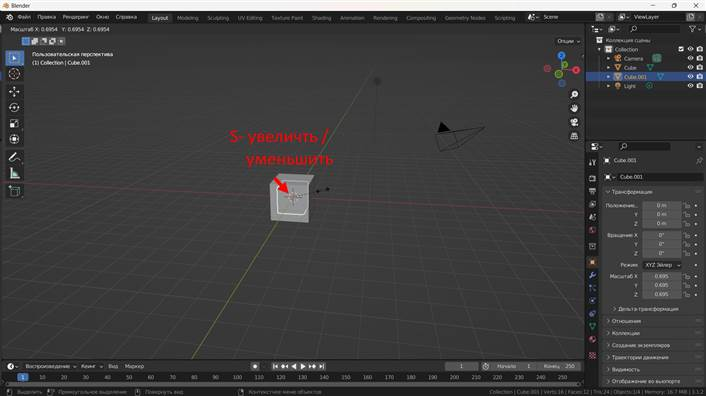 Blender
Файл Правка Рендеринг Окно Справка Layout Modeling Sculpting UV Editing Texture Paint Shading Animation Rendering Compositing Geometry Nodes Scripting Scene ViewLayer
Масштаб X: 0.6954 Y: 0.6954 Z: 0.6954
Опции
Пользовательская перспектива
(1) Collection | Cube.001
Z
Y
X
S- увеличть /
уменьшить
Коллекция сцены
Collection
Camera
Cube
Cube.001
Light
Cube.001
Cube.001
Трансформация
Положение... 0 m
Y 0 m
Z 0 m
Вращение X 0°
Y 0°
Z 0°
Режим XYZ Эйлер
Масштаб X 0.695
Y 0.695
Z 0.695
Дельта-трансформация
Отношения
Коллекции
Создание экземпляров
Траектории движения
Видимость
Отображение во вьюпорте
Воспроизведение Кеинг Вид Маркер 1 Начало 1 Конец 250
1 10 20 30 40 50 60 70 80 90 100 110 120 130 140 150 160 170 180 190 200 210 220 230 240 250
Выделить Прямоугольное выделение Повернуть вид Контекстное меню объектов Collection | Cube.001 | Verts:16 | Faces:12 | Tris:24 | Objects:1/4 | Memory: 16.7 MiB | 3.1.2